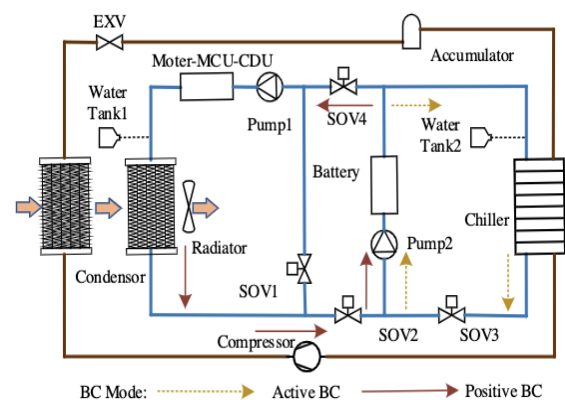 EXV
Accumulator
Moter-MCU-CDU
Water
Tank1
Pump1
SOV4
Water
Tank2
Battery
Chiller
Pump2
Radiator
Condensor
SOV1
SOV2
SOV3
Compressor
BC Mode:
Active BC
Positive BC